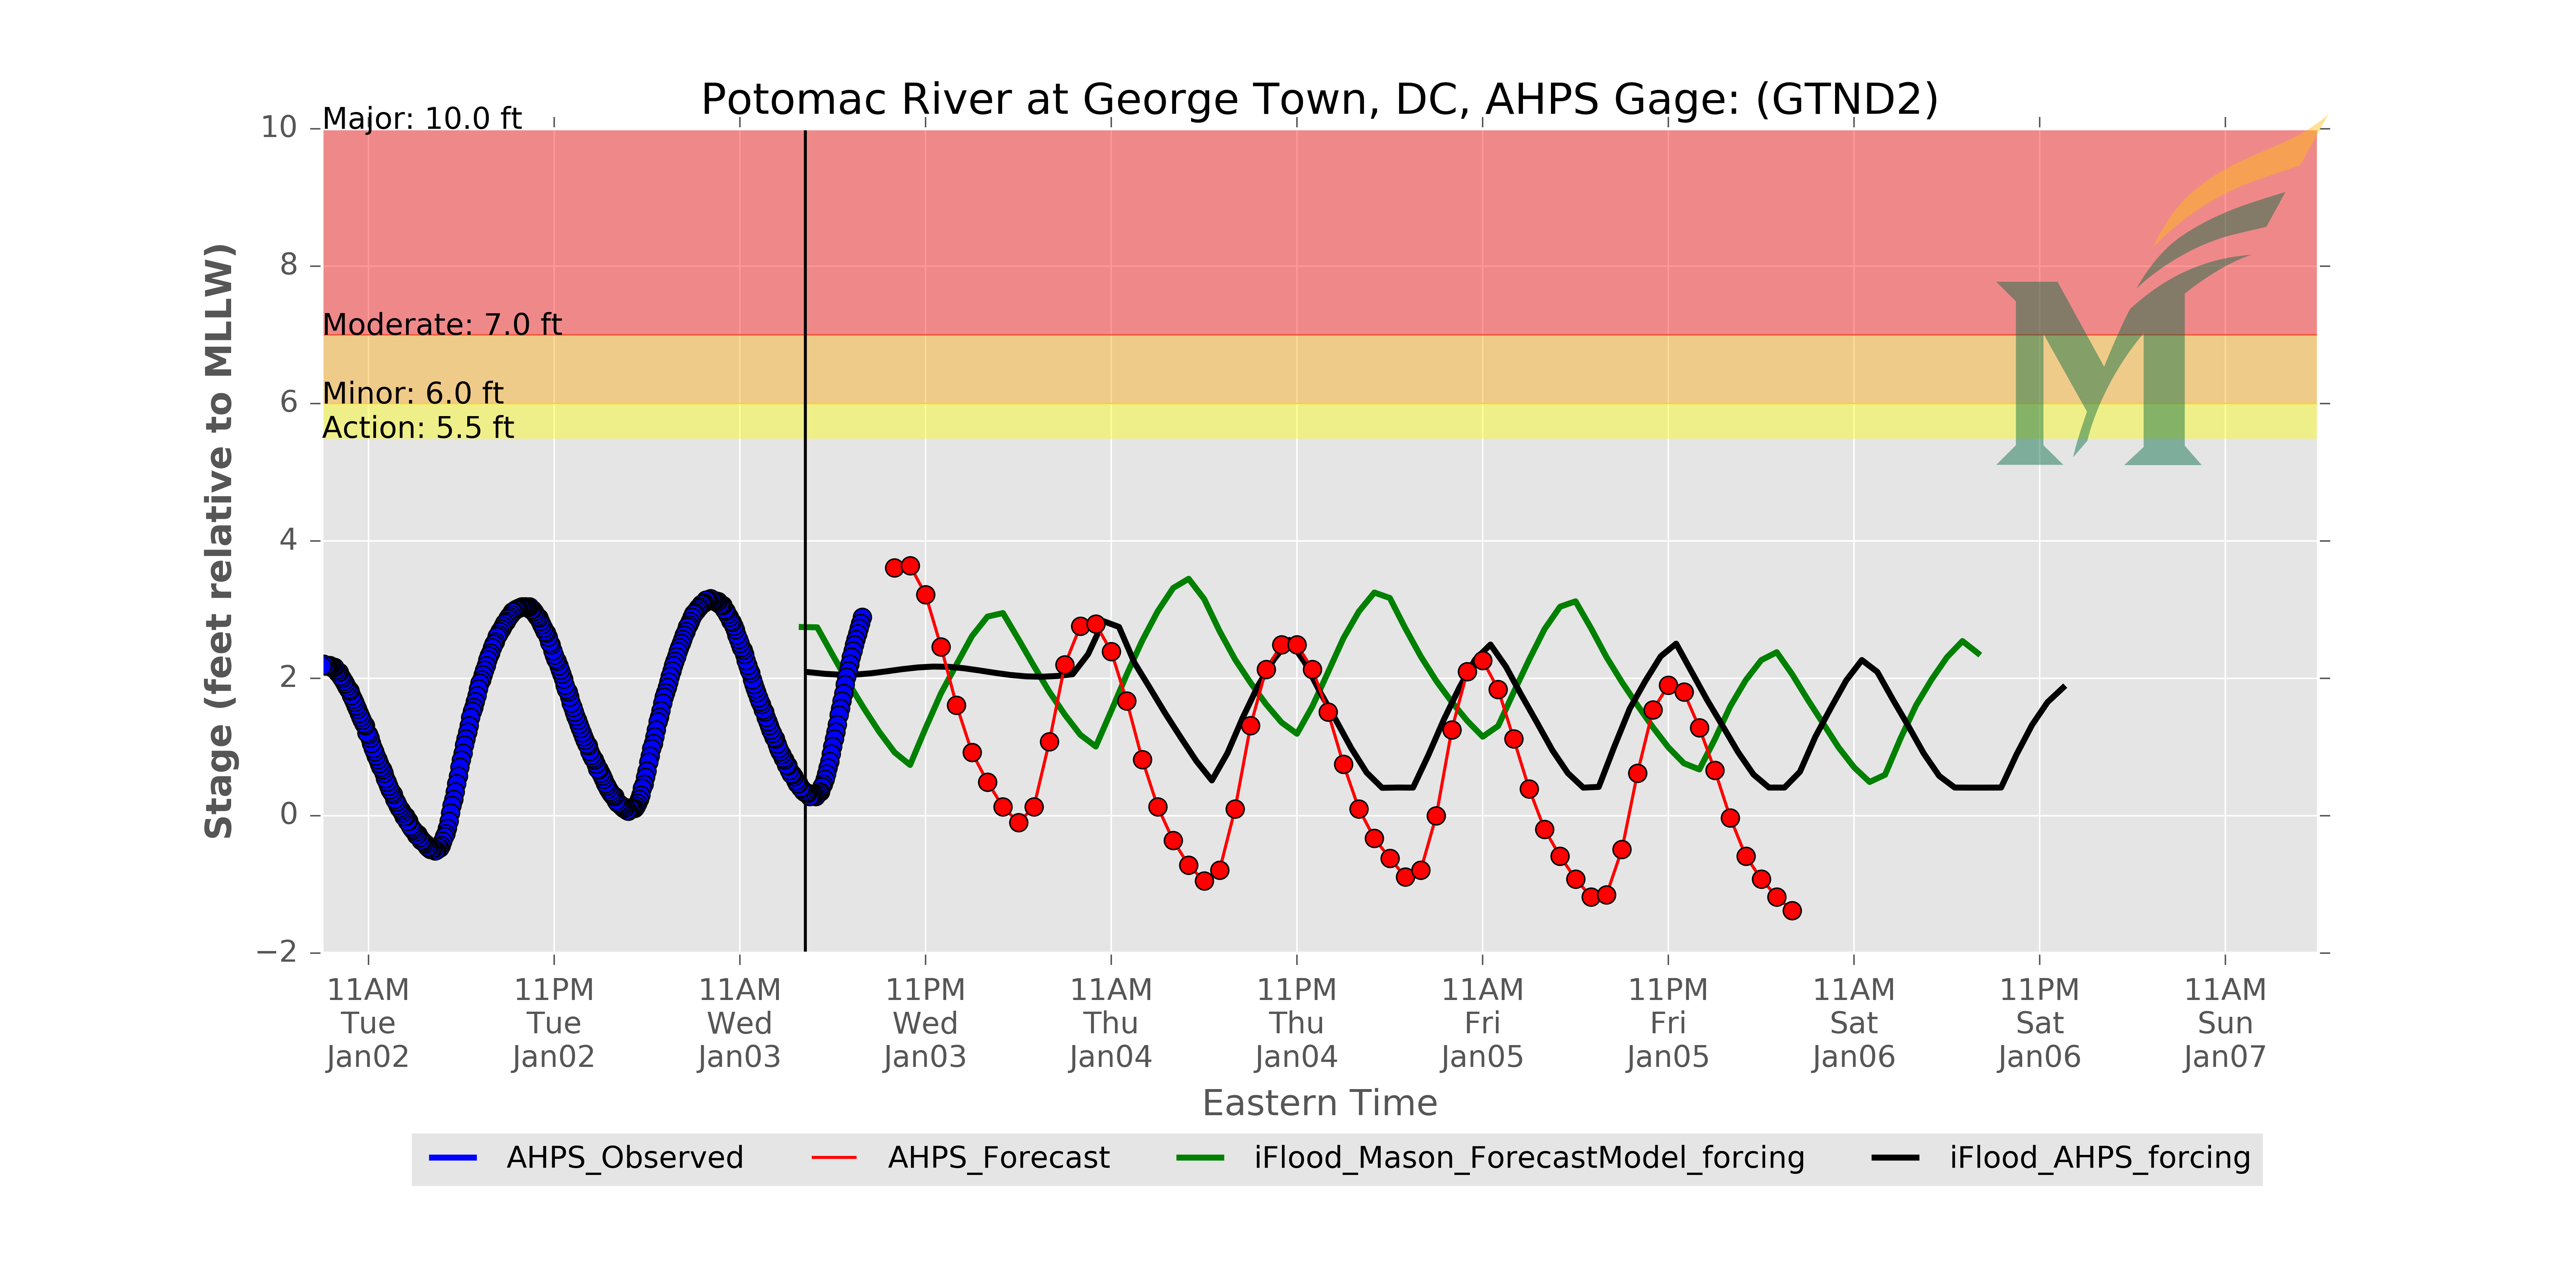 Potomac River at George Town, DC, AHPS Gage: (GTND2)
Major: 10.0 ft
Moderate: 7.0 ft
Minor: 6.0 ft
Action: 5.5 ft
Stage (feet relative to MLLW)
10
8
6
4
2
0
−2
11AM Tue Jan02
11PM Tue Jan02
11AM Wed Jan03
11PM Wed Jan03
11AM Thu Jan04
11PM Thu Jan04
11AM Fri Jan05
11PM Fri Jan05
11AM Sat Jan06
11PM Sat Jan06
11AM Sun Jan07
Eastern Time
AHPS_Observed
AHPS_Forecast
iFlood_Mason_ForecastModel_forcing
iFlood_AHPS_forcing
M